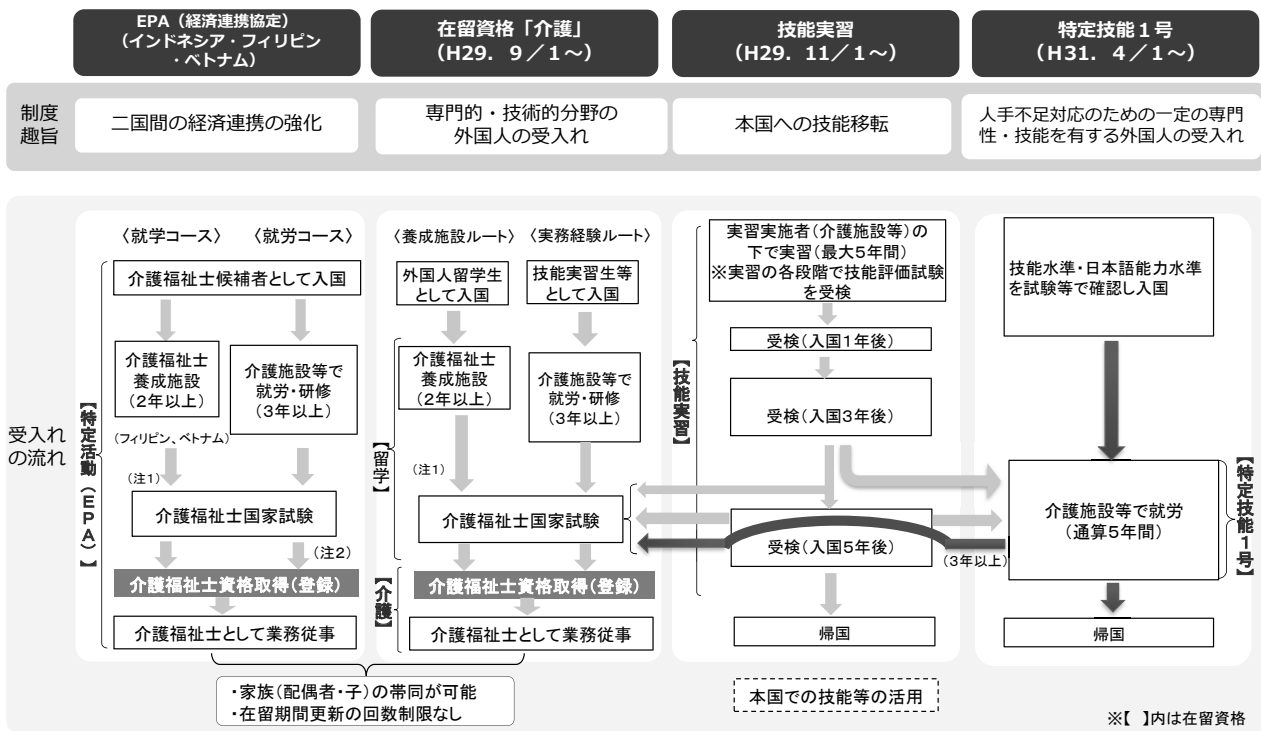 EPA（経済連携協定）
（インドネシア・フィリピン
・ベトナム）
在留資格「介護」
（H29．９／1～）
技能実習
（H29．11／1～）
特定技能１号
（H31．４／1～）
制度
趣旨
二国間の経済連携の強化
専門的・技術的分野の
外国人の受入れ
本国への技能移転
人手不足対応のための一定の専門
性・技能を有する外国人の受入れ
受入れ
の流れ
【特定活動（ＥＰＡ）】
〈就学コース〉
〈就労コース〉
介護福祉士候補者として入国
介護福祉士
養成施設
（2年以上）
介護施設等で
就労・研修
（3年以上）
（フィリピン、ベトナム）
（注1）
介護福祉士国家試験
（注2）
介護福祉士資格取得（登録）
介護福祉士として業務従事
〈養成施設ルート〉
〈実務経験ルート〉
外国人留学生
として入国
技能実習生等
として入国
【留学】
介護福祉士
養成施設
（2年以上）
介護施設等で
就労・研修
（3年以上）
（注1）
介護福祉士国家試験
【介護】
介護福祉士資格取得（登録）
介護福祉士として業務従事
・家族（配偶者・子）の帯同が可能
・在留期間更新の回数制限なし
実習実施者（介護施設等）の
下で実習（最大5年間）
※実習の各段階で技能評価試験
を受検
【技能実習】
受検（入国1年後）
受検（入国3年後）
受検（入国5年後）
帰国
本国での技能等の活用
技能水準・日本語能力水準
を試験等で確認し入国
介護施設等で就労
（通算5年間）
【特定技能１号】
（3年以上）
帰国
※【　】内は在留資格